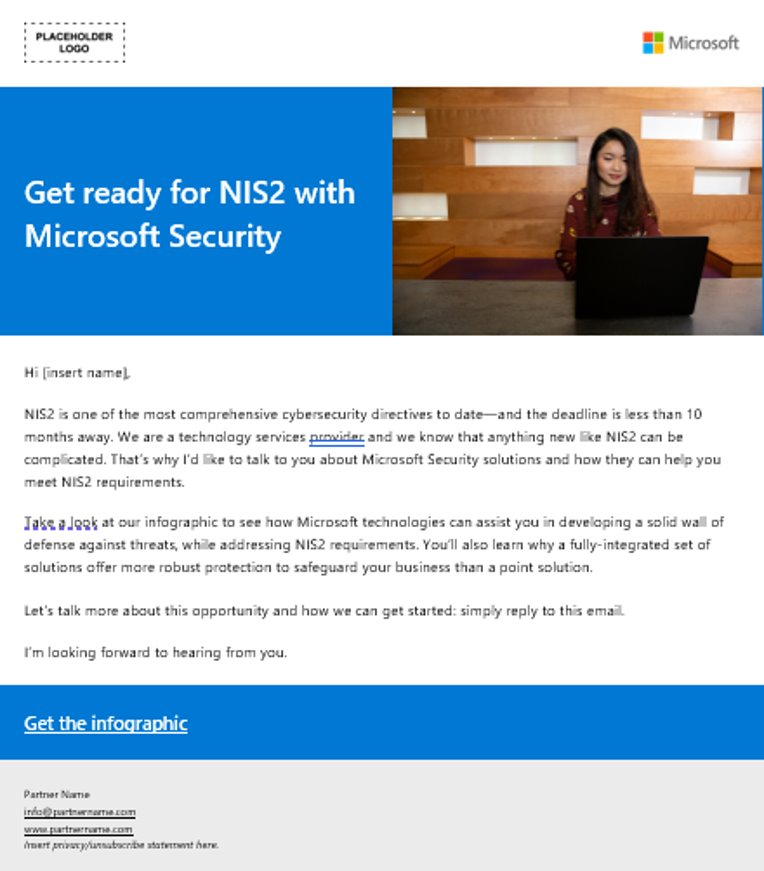 PLACEHOLDER
LOGO
Microsoft
Get ready for NIS2 with
Microsoft Security
Hi [insert name],
NIS2 is one of the most comprehensive cybersecurity directives to date—and the deadline is less than 10
months away. We are a technology services provider and we know that anything new like NIS2 can be
complicated. That's why I'd like to talk to you about Microsoft Security solutions and how they can help you
meet NIS2 requirements.
Take a look at our infographic to see how Microsoft technologies can assist you in developing a solid wall of
defense against threats, while addressing NIS2 requirements. You'll also learn why a fully-integrated set of
solutions offer more robust protection to safeguard your business than a point solution.
Let's talk more about this opportunity and how we can get started: simply reply to this email.
I'm looking forward to hearing from you.
Get the infographic
Partner Name
info@partnername.com
www.partnername.com
Insert privacy/unsubscribe statement here.